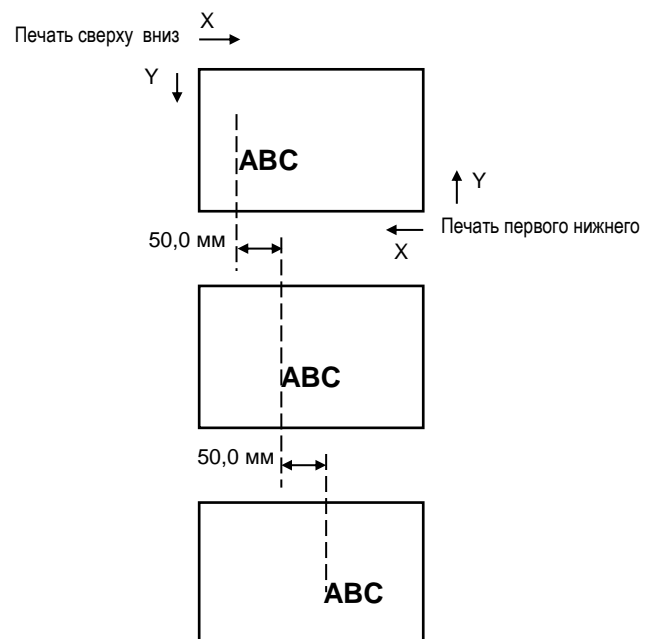 Печать сверху вниз
X
Y
ABC
Y
Печать первого нижнего
X
50,0 мм
ABC
50,0 мм
ABC